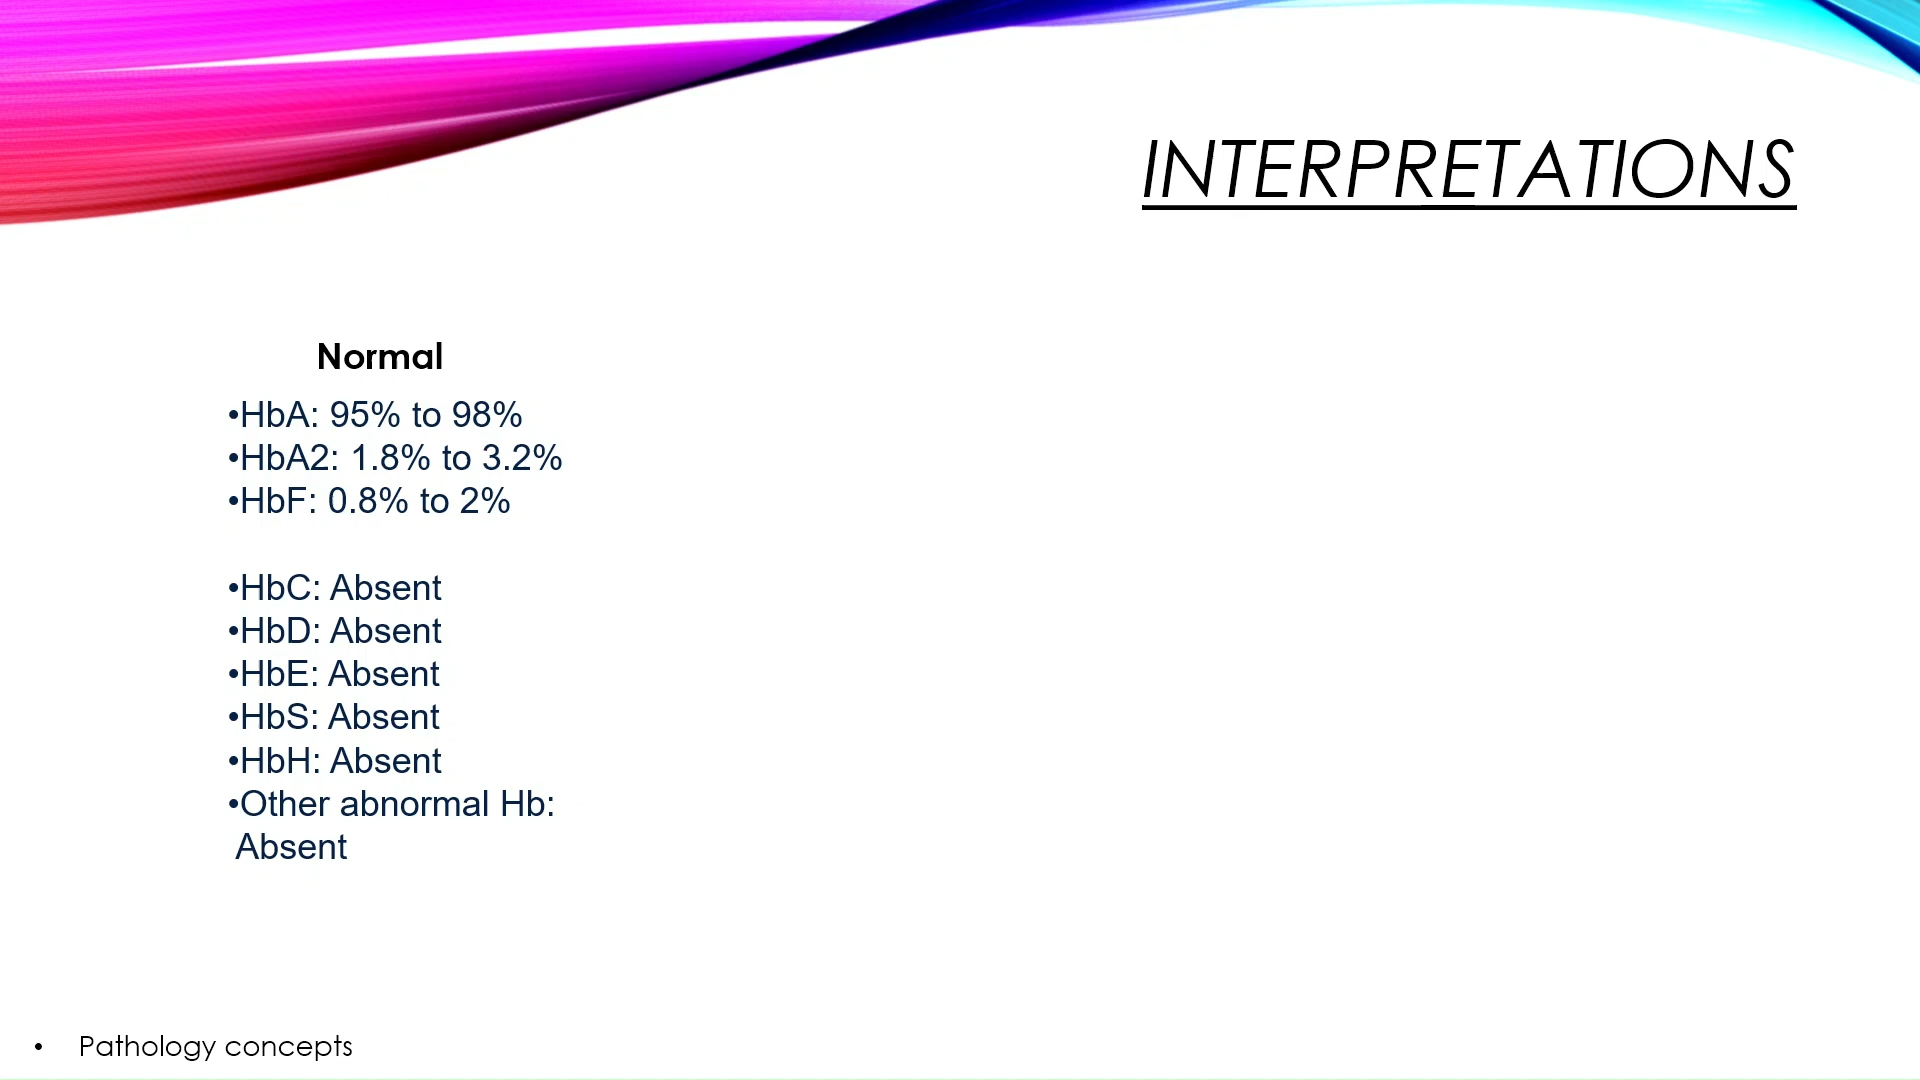 INTERPRETATIONS
Normal
•HbA: 95% to 98%
•HbA2: 1.8% to 3.2%
•HbF: 0.8% to 2%
•HbC: Absent
•HbD: Absent
•HbE: Absent
•HbS: Absent
•HbH: Absent
•Other abnormal Hb:
Absent
• Pathology concepts